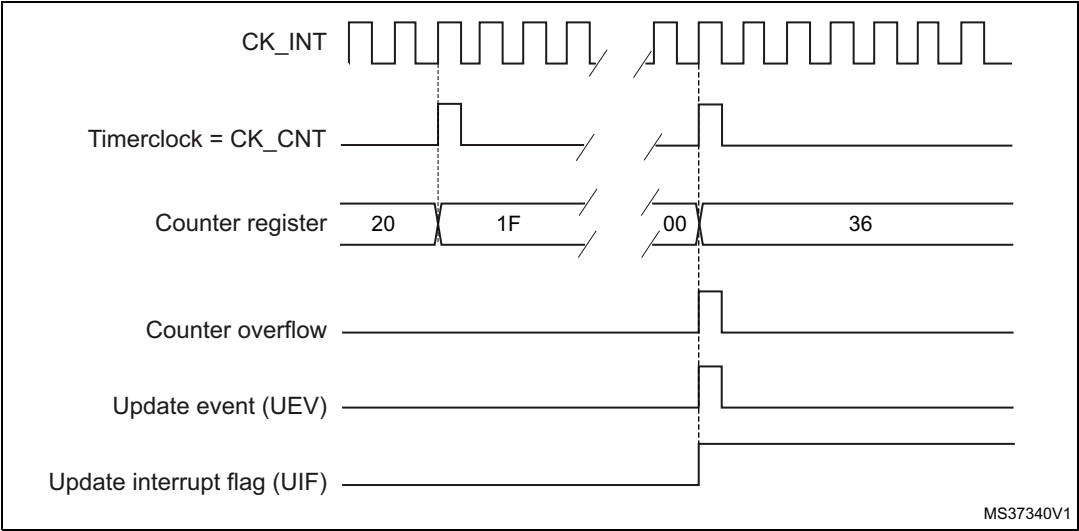 CK_INT
Timerclock = CK_CNT
Counter register 20 1F 00 36
Counter overflow
Update event (UEV)
Update interrupt flag (UIF)
MS37340V1